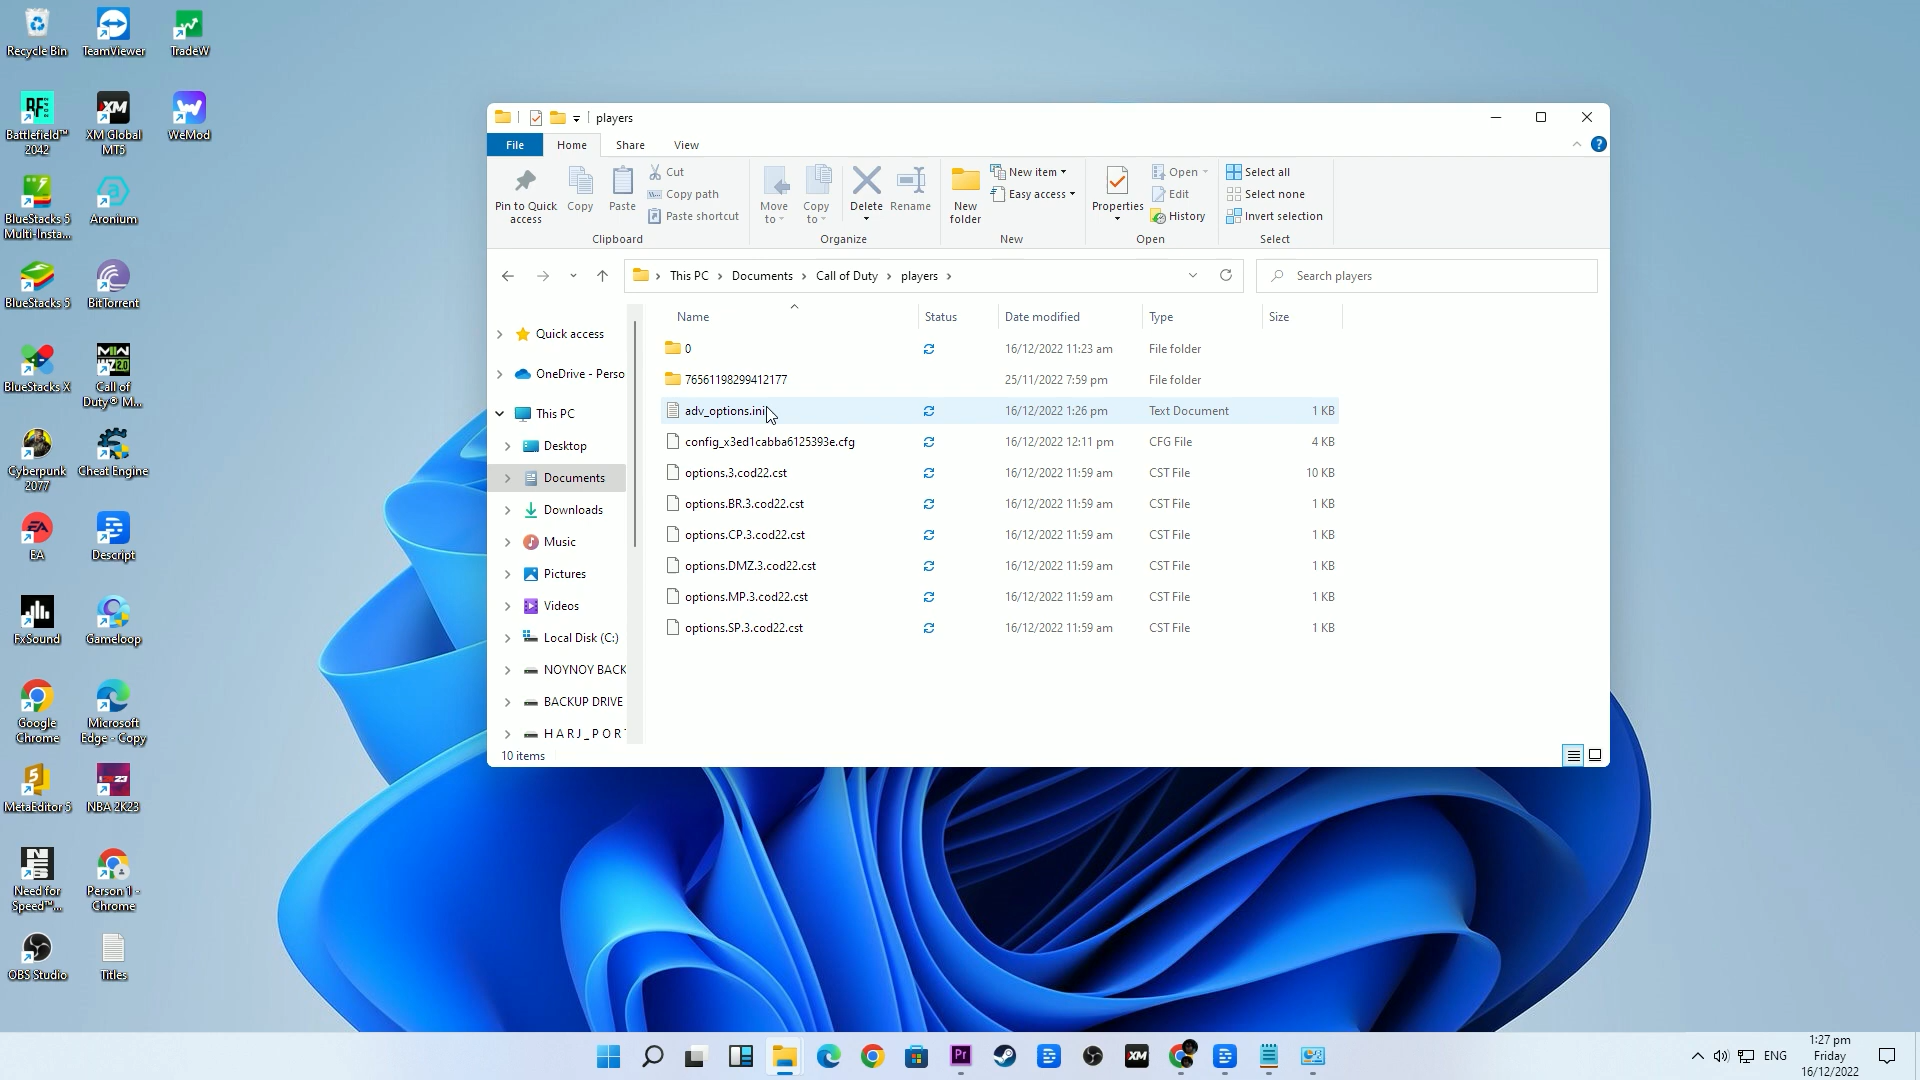 Recycle Bin
TeamViewer
TradeW
Battlefield™
2042
XM Global
MT5
WeMod
BlueStacks 5
Multi-Insta...
Aronium
BlueStacks 5
BitTorrent
BlueStacks X
Call of
Duty® M...
Cyberpunk
2077
Cheat Engine
EA
Descript
FxSound
Gameloop
Google
Chrome
Microsoft
Edge - Copy
MetaEditor 5
NBA 2K23
Need for
Speed™...
Person 1 -
Chrome
OBS Studio
Titles
players
File Home Share View
Pin to Quick
access
Copy
Paste
Cut
Copy path
Paste shortcut
Clipboard
Move
to
Copy
to
Delete
Rename
Organize
New
folder
New item
Easy access
New
Properties
Open
Edit
History
Open
Select all
Select none
Invert selection
Select
This PC > Documents > Call of Duty > players >
Search players
Quick access
OneDrive - Perso
This PC
Desktop
Documents
Downloads
Music
Pictures
Videos
Local Disk (C:)
NOYNOY BACK
BACKUP DRIVE
H A R J _ P O R T
Name Status Date modified Type Size
0 16/12/2022 11:23 am File folder
76561198299412177 25/11/2022 7:59 pm File folder
adv_options.ini 16/12/2022 1:26 pm Text Document 1 KB
config_x3ed1cabba6125393e.cfg 16/12/2022 12:11 pm CFG File 4 KB
options.3.cod22.cst 16/12/2022 11:59 am CST File 10 KB
options.BR.3.cod22.cst 16/12/2022 11:59 am CST File 1 KB
options.CP.3.cod22.cst 16/12/2022 11:59 am CST File 1 KB
options.DMZ.3.cod22.cst 16/12/2022 11:59 am CST File 1 KB
options.MP.3.cod22.cst 16/12/2022 11:59 am CST File 1 KB
options.SP.3.cod22.cst 16/12/2022 11:59 am CST File 1 KB
10 items
ENG
1:27 pm
Friday
16/12/2022